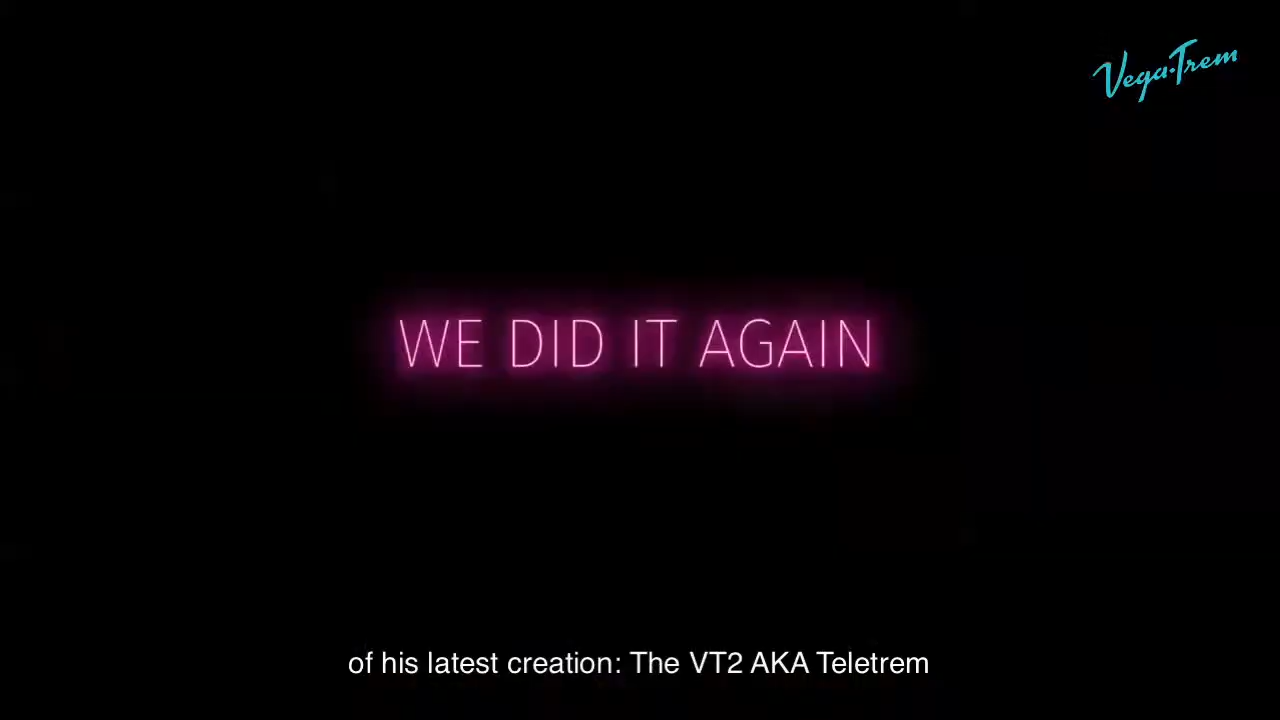 Vega-Trem
WE DID IT AGAIN
of his latest creation: The VT2 AKA Teletrem